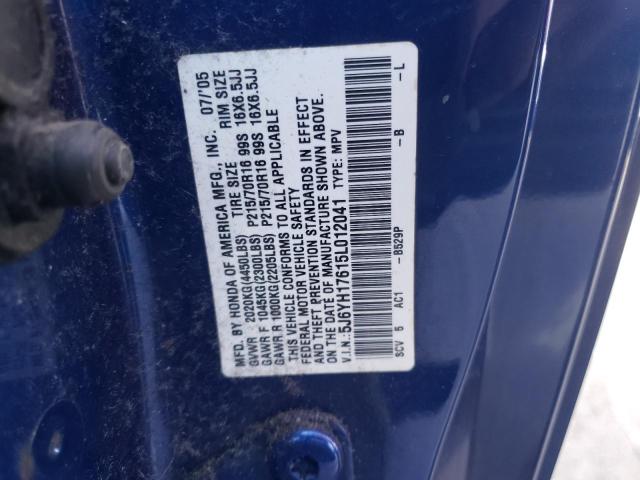 MFD. BY HONDA OF AMERICA MFG., INC. 07/'05
TIRE SIZE RIM SIZE
GVWR 2020KG(4450LBS)
GAWR F 1045KG(2300LBS) P215/70R16 99S 16X6.5JJ
GAWR R 1000KG(2205LBS) P215/70R16 99S 16X6.5JJ
THIS VEHICLE CONFORMS TO ALL APPLICABLE
FEDERAL MOTOR VEHICLE SAFETY
THEFT PREVENTION STANDARDS IN EFFECT
ON THE DATE OF MANUFACTURE SHOWN ABOVE.
V.I.N.: 5J6YH17615L012041 TYPE: MPV
SCV 5 AC1 -B529P -B -L